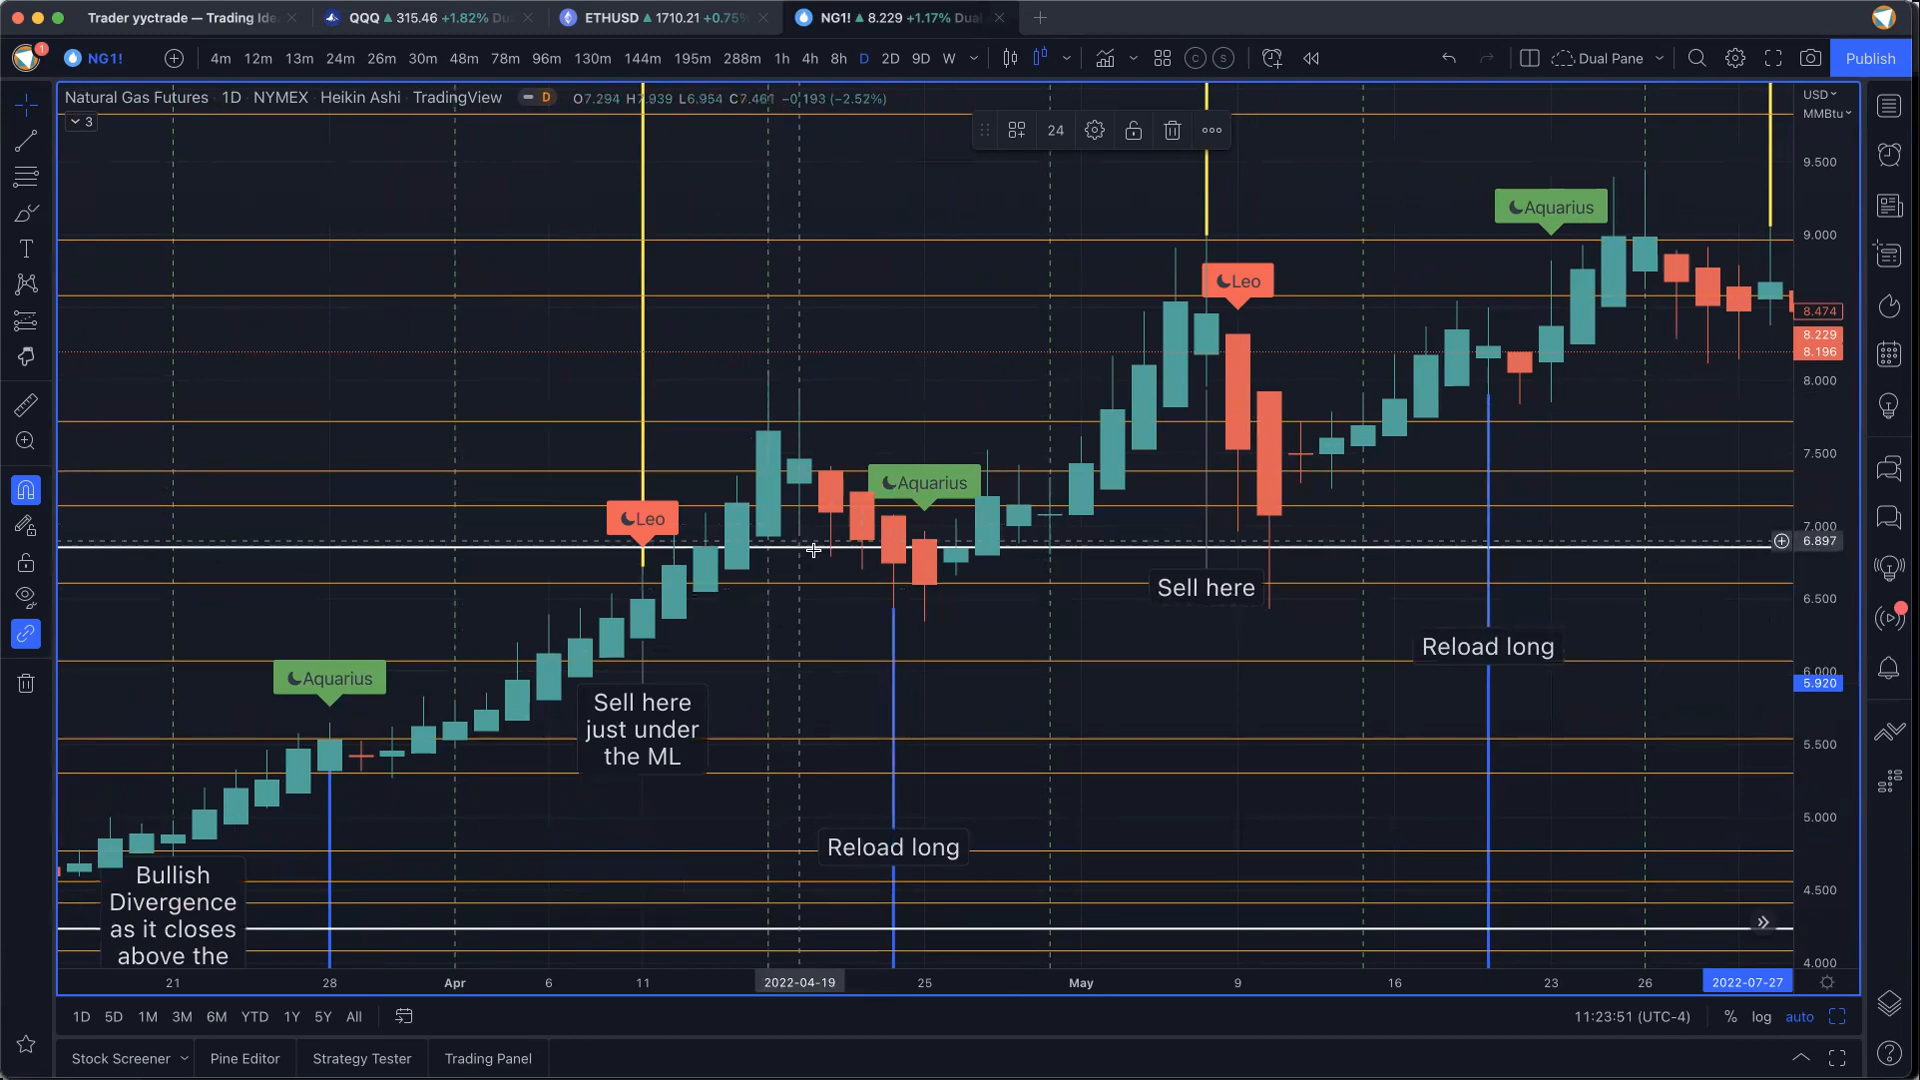 Trader yyctrade — Trading Ide
QQQ ▲ 315.46 +1.82% Du
ETHUSD ▲ 1710.21 +0.75%
NG1! ▲ 8.229 +1.17% Dual
1
NG1!
4m 12m 13m 24m 26m 30m 48m 78m 96m 130m 144m 195m 288m 1h 4h 8h D 2D 9D W
C S
Dual Pane
Publish
Natural Gas Futures · 1D · NYMEX · Heikin Ashi · TradingView
D
O7.294 H7.939 L6.954 C7.461 −0.193 (−2.52%)
3
24
USD
MMBtu
9.500
9.000
8.474
8.229
8.196
8.000
7.500
7.000
6.897
6.500
6.000
5.920
5.500
5.000
4.500
4.000
Aquarius
Leo
Aquarius
Leo
Sell here
Reload long
Aquarius
Sell here
just under
the ML
Reload long
Bullish
Divergence
as it closes
above the
21 28 Apr 6 11 2022-04-19 25 May 9 16 23 26 2022-07-27
1D 5D 1M 3M 6M YTD 1Y 5Y All
11:23:51 (UTC-4) % log auto
Stock Screener Pine Editor Strategy Tester Trading Panel